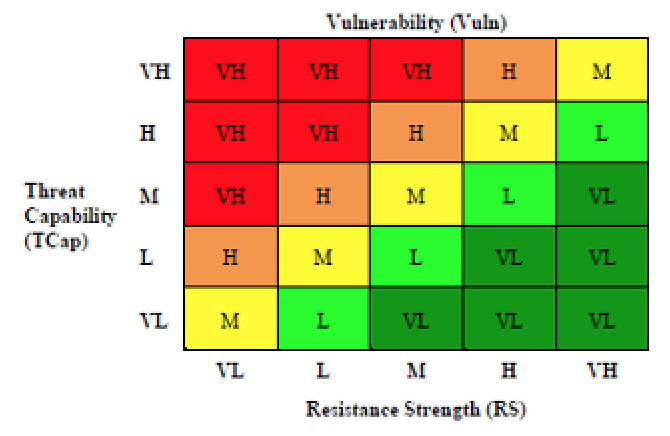 Vulnerability (Vuln)
VH VH VH VH H M
H VH VH H M L
Threat
Capability
(TCap)
M VH H M L VL
L H M L VL VL
VL M L VL VL VL
VL L M H VH
Resistance Strength (RS)